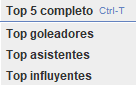 Top 5 completo Ctrl-T
Top goleadores
Top asistentes
Top influyentes